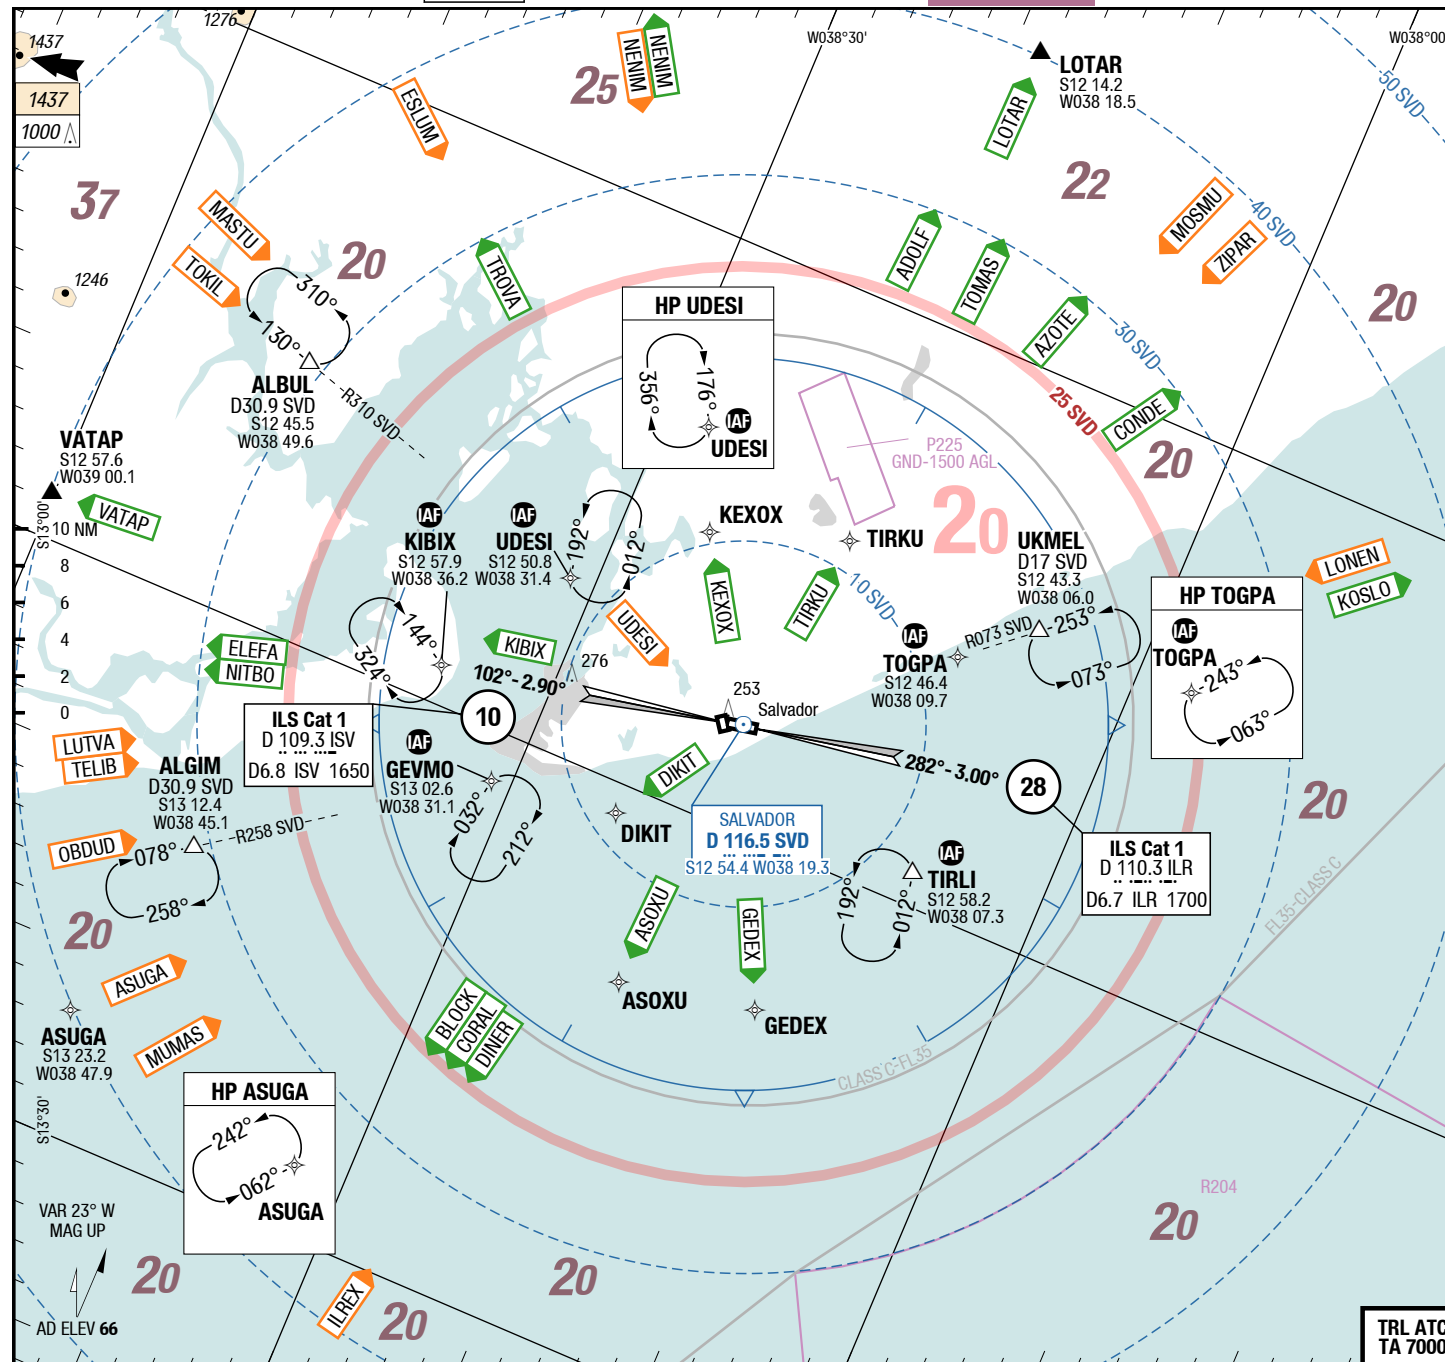 1276
1437
1437
1000
W038°30'
W038°00'
50 SVD
LOTAR
S12 14.2
W038 18.5
LOTAR
NENIM
NENIM
25
ESLUM
22
37
MASTU
TOKIL
20
MOSMU
ZIPAR
40 SVD
1246
310°
130°
TROVA
ADOLF
TOMAS
AZOTE
30 SVD
20
HP UDESI
356°
176°
IAF
UDESI
ALBUL
D30.9 SVD
S12 45.5
W038 49.6
R310 SVD
25 SVD
CONDE
20
P225
GND-1500 AGL
VATAP
S12 57.6
W039 00.1
VATAP
S13°00'
10 NM
8
6
4
2
0
IAF
KIBIX
S12 57.9
W038 36.2
IAF
UDESI
S12 50.8
W038 31.4
192°
012°
KEXOX
TIRKU
20
UKMEL
D17 SVD
S12 43.3
W038 06.0
LONEN
KOSLO
10 SVD
KEXOX
TIRKU
UDESI
144°
324°
KIBIX
276
102°- 2.90°
ELEFA
NITBO
IAF
TOGPA
S12 46.4
W038 09.7
R073 SVD
253°
073°
HP TOGPA
IAF
TOGPA
243°
063°
253
Salvador
10
ILS Cat 1
D 109.3 ISV
D6.8 ISV 1650
LUTVA
TELIB
ALGIM
D30.9 SVD
S13 12.4
W038 45.1
R258 SVD
IAF
GEVMO
S13 02.6
W038 31.1
032°
212°
DIKIT
DIKIT
282°- 3.00°
28
SALVADOR
D 116.5 SVD
S12 54.4 W038 19.3
ILS Cat 1
D 110.3 ILR
D6.7 ILR 1700
20
OBDUD
078°
258°
20
IAF
TIRLI
S12 58.2
W038 07.3
192°
012°
FL35-CLASS C
ASOXU
GEDEX
ASOXU
GEDEX
ASUGA
ASUGA
S13 23.2
W038 47.9
MUMAS
BLOCK
CORAL
DINER
CLASS C-FL35
HP ASUGA
242°
062°
ASUGA
S13°30'
R204
20
VAR 23° W
MAG UP
20
20
ILREX
20
AD ELEV 66
TRL ATC
TA 7000